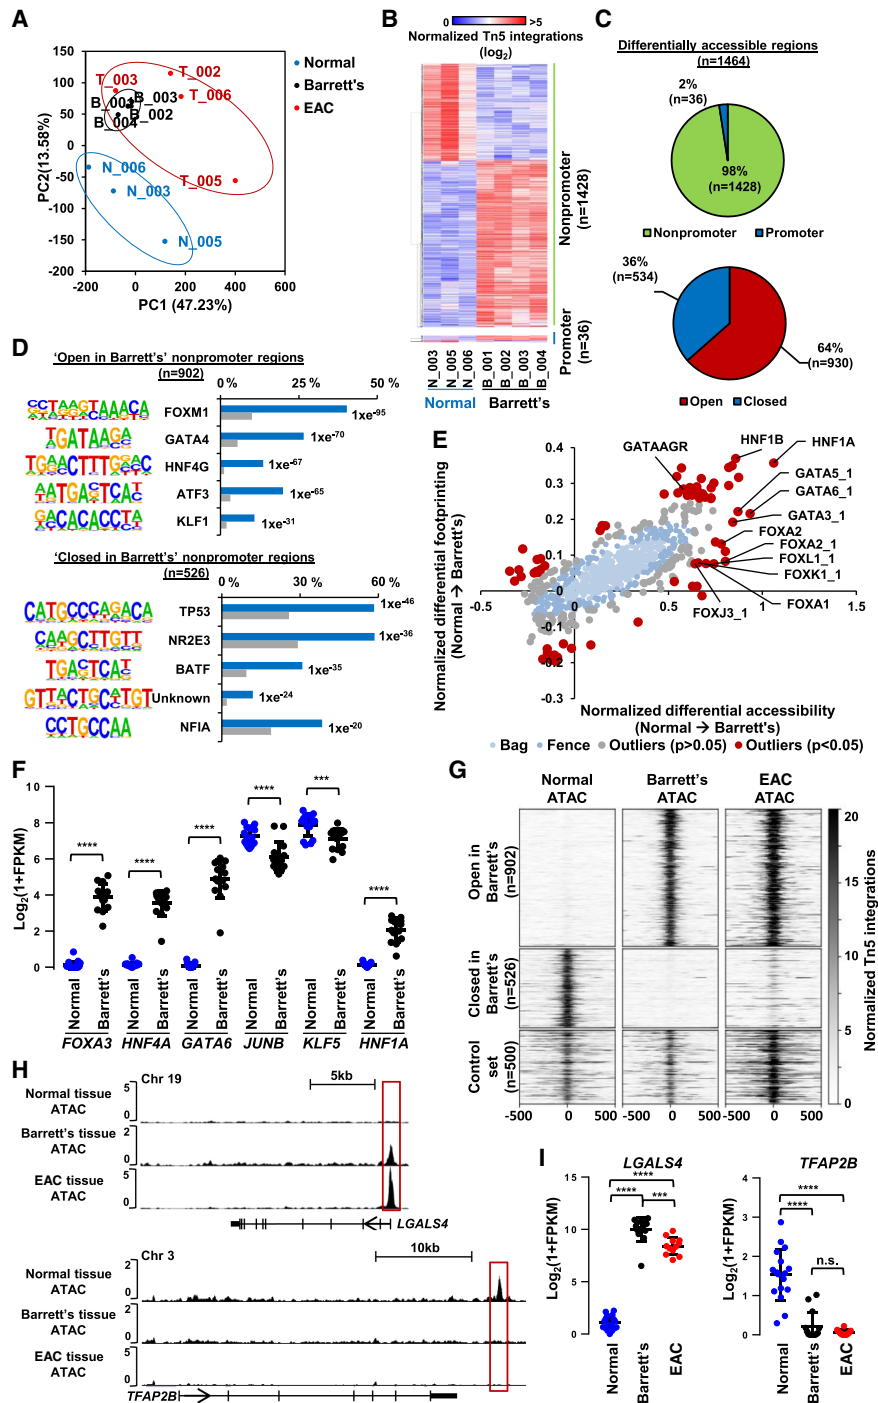 A
150
100
50
0
-50
-100
-150
-200
PC2(13.58%)
-200
0
200
400
600
PC1 (47.23%)
T_003
T_002
T_006
T_005
B_001
B_003
B_002
B_004
N_006
N_003
N_005
Normal
Barrett's
EAC
B
0
>5
Normalized Tn5 integrations
(log2)
Nonpromoter
(n=1428)
Promoter
(n=36)
N_003
N_005
N_006
B_001
B_002
B_003
B_004
Normal
Barrett's
C
Differentially accessible regions
(n=1464)
2%
(n=36)
98%
(n=1428)
Nonpromoter
Promoter
36%
(n=534)
64%
(n=930)
Open
Closed
D
'Open in Barrett's' nonpromoter regions
(n=902)
0 %
25 %
50 %
FOXM1
1xe-95
GATA4
1xe-70
HNF4G
1xe-67
ATF3
1xe-65
KLF1
1xe-31
'Closed in Barrett's' nonpromoter regions
(n=526)
0 %
30 %
60 %
TP53
1xe-46
NR2E3
1xe-36
BATF
1xe-35
Unknown
1xe-24
NFIA
1xe-20
E
Normalized differential footprinting
(Normal → Barrett's)
0.4
0.3
0.2
0.1
0
-0.1
-0.3
-0.5
0
0.5
1
1.5
GATAAGR
HNF1B
HNF1A
GATA5_1
GATA6_1
GATA3_1
FOXA2
FOXA2_1
FOXL1_1
FOXK1_1
FOXA1
FOXJ3_1
Normalized differential accessibility
(Normal → Barrett's)
Bag
Fence
Outliers (p>0.05)
Outliers (p<0.05)
F
Log2(1+FPKM)
10
8
6
4
2
0
****
****
****
****
***
****
Normal
Barrett's
Normal
Barrett's
Normal
Barrett's
Normal
Barrett's
Normal
Barrett's
Normal
Barrett's
FOXA3
HNF4A
GATA6
JUNB
KLF5
HNF1A
G
Normal
ATAC
Barrett's
ATAC
EAC
ATAC
Open in
Barrett's
(n=902)
Closed in
Barrett's
(n=526)
Control
set
(n=500)
-500
0
500
0
-500
0
500
20
15
10
5
0
Normalized Tn5 integrations
H
Chr 19
5kb
Normal tissue
ATAC
5
0
Barrett's tissue
ATAC
2
0
EAC tissue
ATAC
5
0
LGALS4
Chr 3
10kb
Normal tissue
ATAC
2
0
Barrett's tissue
ATAC
2
0
EAC tissue
ATAC
5
0
TFAP2B
I
LGALS4
Log2(1+FPKM)
15
10
5
0
****
****
***
Normal
Barrett's
EAC
TFAP2B
Log2(1+FPKM)
4
3
2
1
0
****
****
n.s.
Normal
Barrett's
EAC